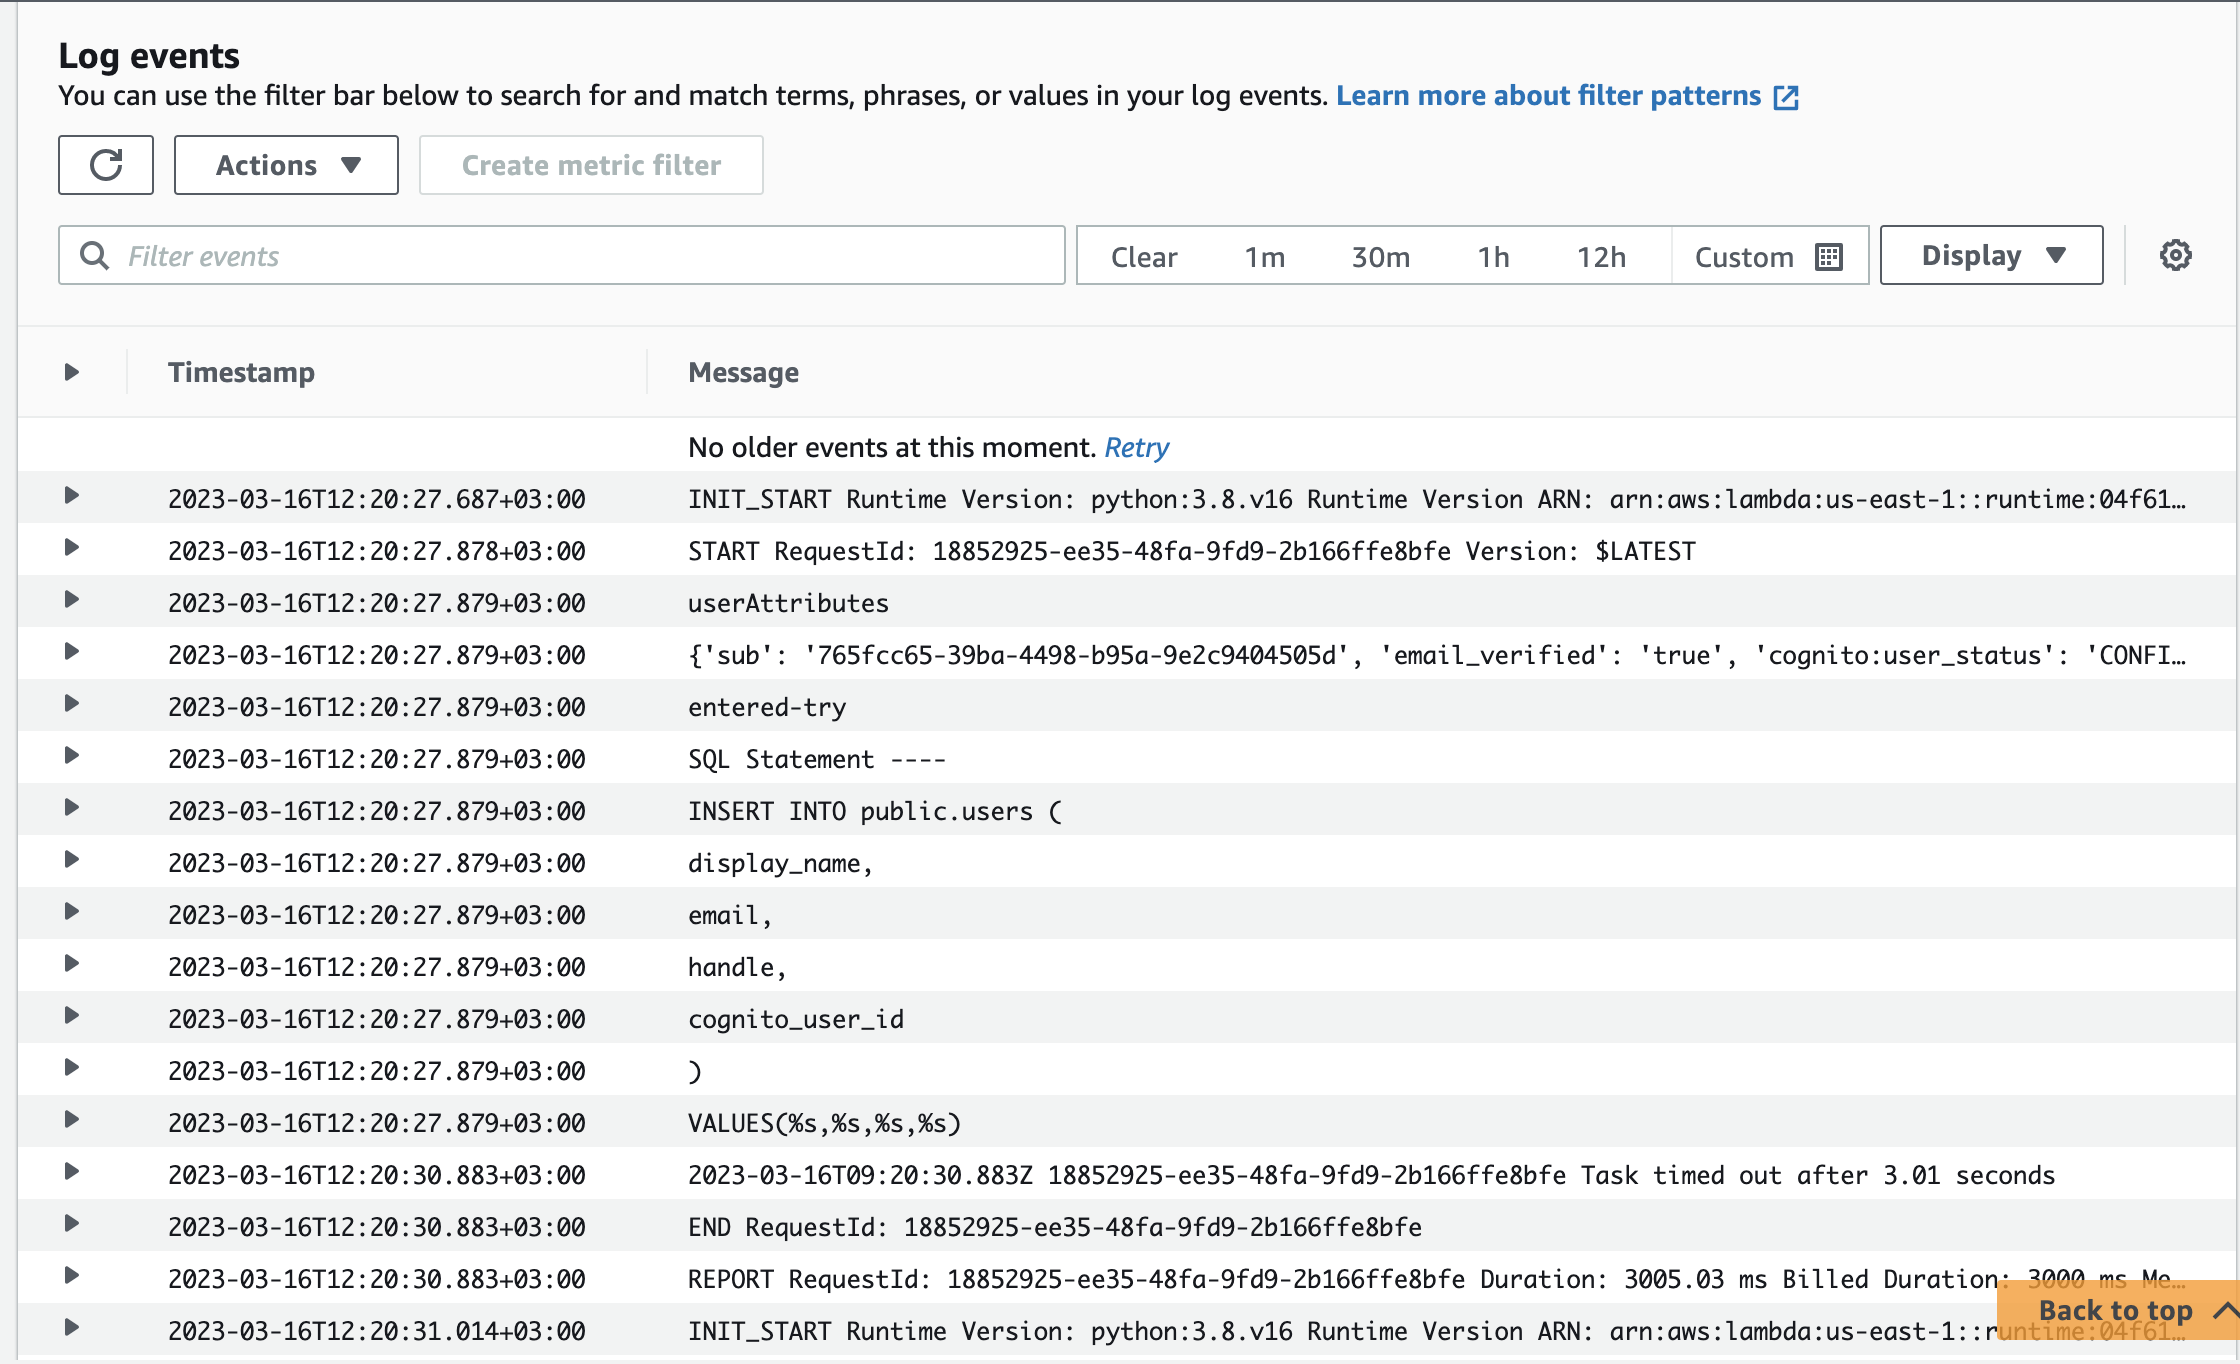 Log events
You can use the filter bar below to search for and match terms, phrases, or values in your log events. Learn more about filter patterns
Actions Create metric filter
Filter events Clear 1m 30m 1h 12h Custom Display
Timestamp Message
No older events at this moment. Retry
2023-03-16T12:20:27.687+03:00 INIT_START Runtime Version: python:3.8.v16 Runtime Version ARN: arn:aws:lambda:us-east-1::runtime:04f61…
2023-03-16T12:20:27.878+03:00 START RequestId: 18852925-ee35-48fa-9fd9-2b166ffe8bfe Version: $LATEST
2023-03-16T12:20:27.879+03:00 userAttributes
2023-03-16T12:20:27.879+03:00 {'sub': '765fcc65-39ba-4498-b95a-9e2c9404505d', 'email_verified': 'true', 'cognito:user_status': 'CONFI…
2023-03-16T12:20:27.879+03:00 entered-try
2023-03-16T12:20:27.879+03:00 SQL Statement ----
2023-03-16T12:20:27.879+03:00 INSERT INTO public.users (
2023-03-16T12:20:27.879+03:00 display_name,
2023-03-16T12:20:27.879+03:00 email,
2023-03-16T12:20:27.879+03:00 handle,
2023-03-16T12:20:27.879+03:00 cognito_user_id
2023-03-16T12:20:27.879+03:00 )
2023-03-16T12:20:27.879+03:00 VALUES(%s,%s,%s,%s)
2023-03-16T12:20:30.883+03:00 2023-03-16T09:20:30.883Z 18852925-ee35-48fa-9fd9-2b166ffe8bfe Task timed out after 3.01 seconds
2023-03-16T12:20:30.883+03:00 END RequestId: 18852925-ee35-48fa-9fd9-2b166ffe8bfe
2023-03-16T12:20:30.883+03:00 REPORT RequestId: 18852925-ee35-48fa-9fd9-2b166ffe8bfe Duration: 3005.03 ms Billed Duration: 3000 ms Me…
Back to top
2023-03-16T12:20:31.014+03:00 INIT_START Runtime Version: python:3.8.v16 Runtime Version ARN: arn:aws:lambda:us-east-1::runtime:04f61…